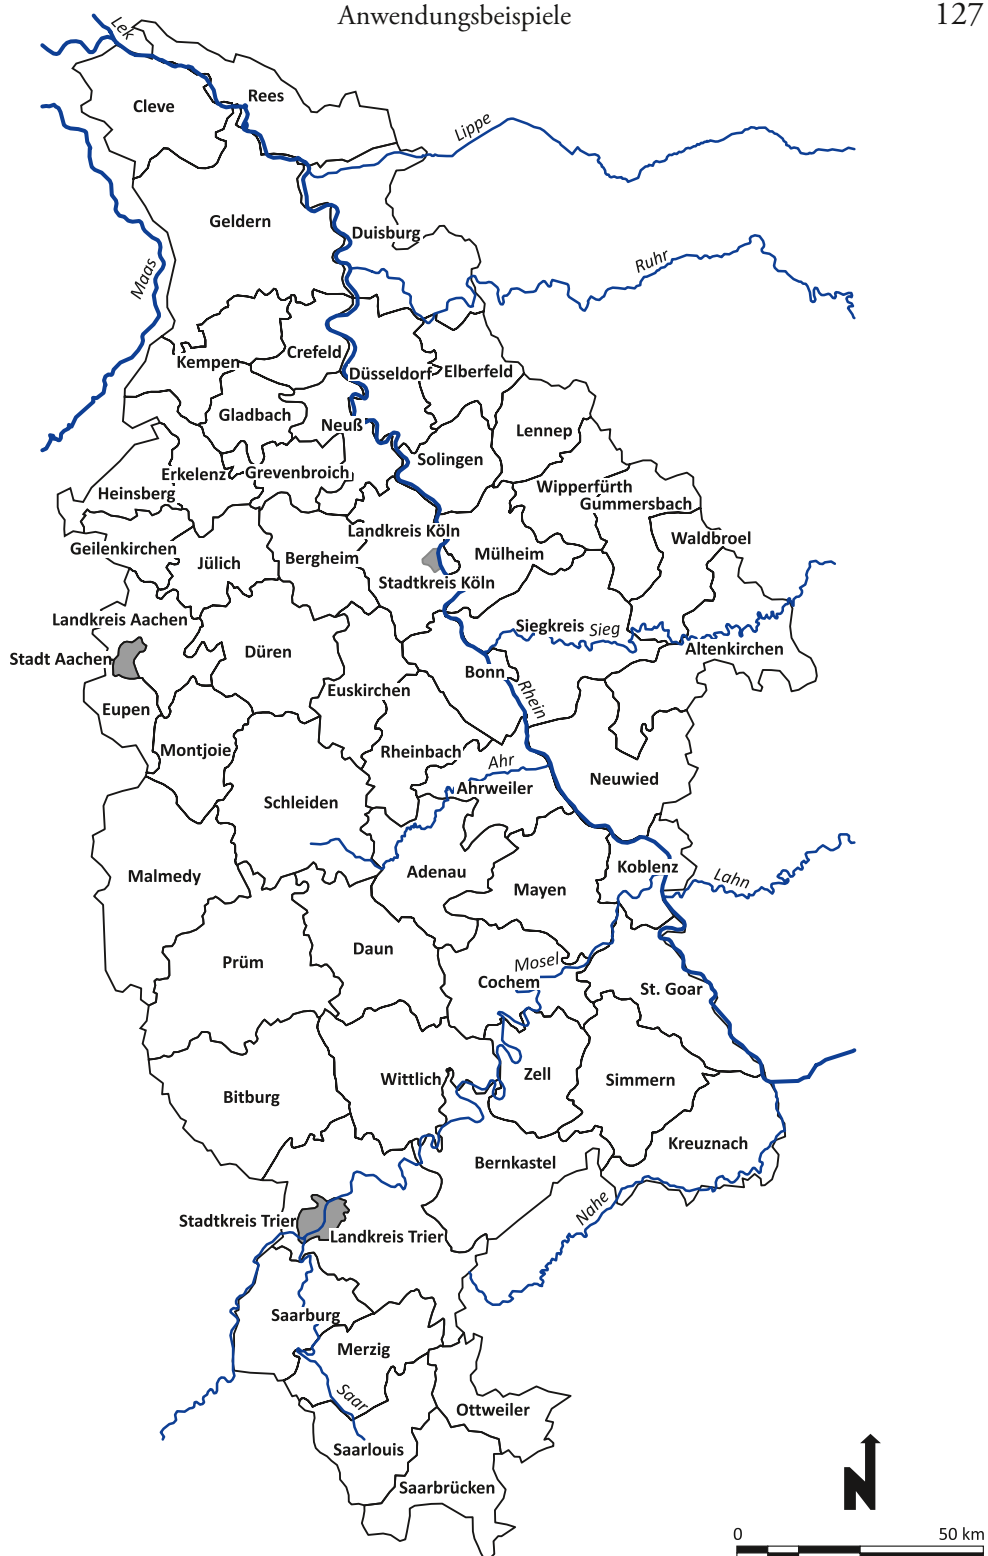 Anwendungsbeispiele
127
Lek
Cleve
Rees
Lippe
Geldern
Duisburg
Maas
Ruhr
Kempen
Crefeld
Düsseldorf
Elberfeld
Gladbach
Neuß
Lennep
Solingen
Erkelenz
Grevenbroich
Heinsberg
Wipperfürth
Gummersbach
Landkreis Köln
Waldbroel
Geilenkirchen
Jülich
Bergheim
Mülheim
Stadtkreis Köln
Landkreis Aachen
Siegkreis
Sieg
Stadt Aachen
Düren
Altenkirchen
Bonn
Rhein
Euskirchen
Eupen
Montjoie
Rheinbach
Ahr
Ahrweiler
Neuwied
Schleiden
Malmedy
Adenau
Mayen
Koblenz
Lahn
Prüm
Daun
Mosel
Cochem
St. Goar
Wittlich
Zell
Simmern
Bitburg
Kreuznach
Bernkastel
Nahe
Stadtkreis Trier
Landkreis Trier
Saarburg
Merzig
Saar
Ottweiler
Saarlouis
Saarbrücken
N
0
50 km